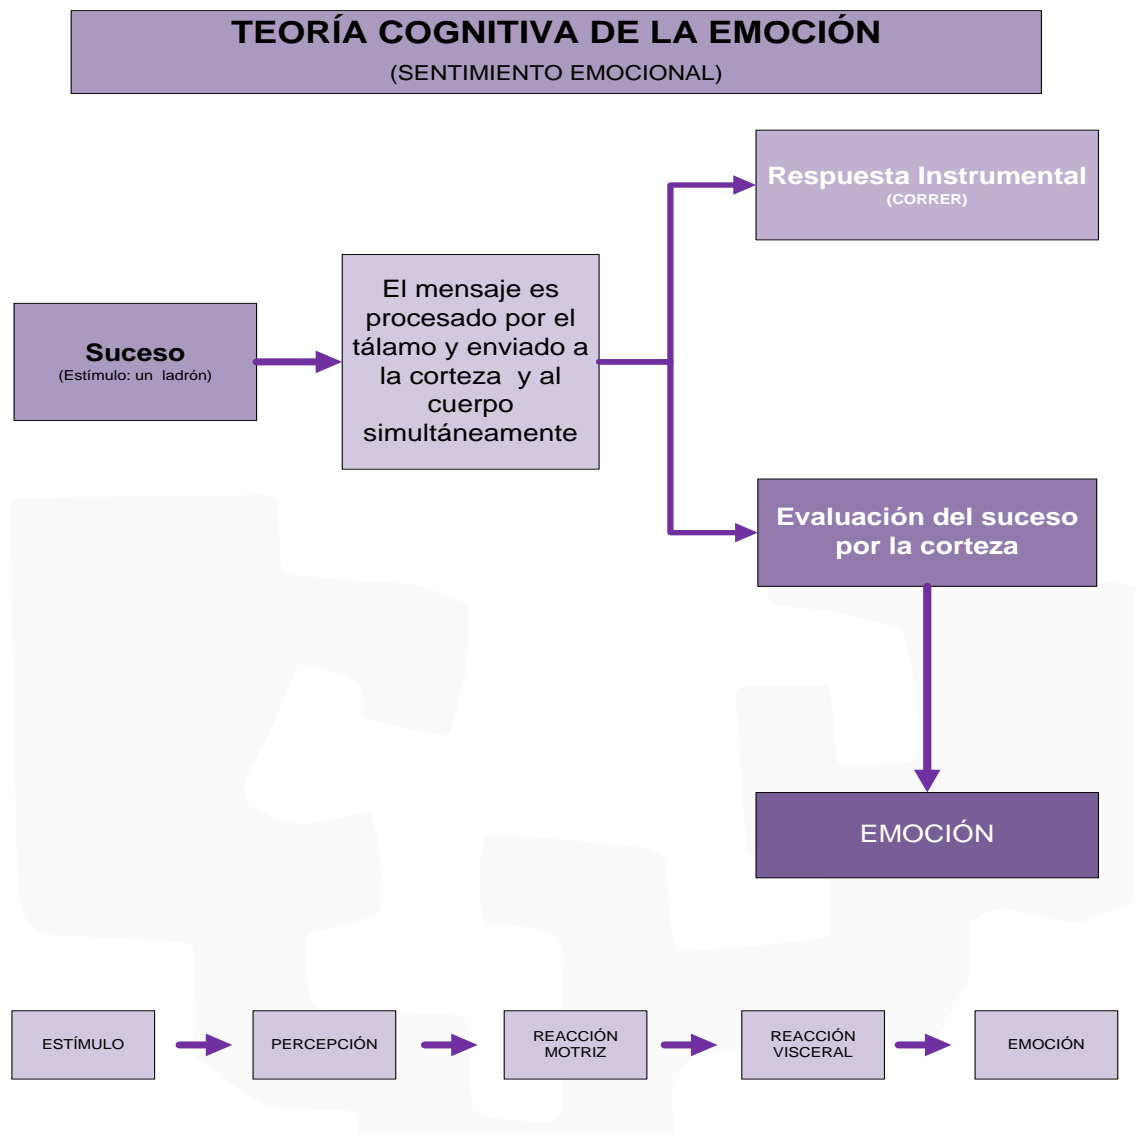 TEORÍA COGNITIVA DE LA EMOCIÓN
(SENTIMIENTO EMOCIONAL)
Respuesta Instrumental
(CORRER)
El mensaje es
procesado por el
tálamo y enviado a
la corteza y al
cuerpo
simultáneamente
Suceso
(Estímulo: un ladrón)
Evaluación del suceso
por la corteza
EMOCIÓN
ESTÍMULO
PERCEPCIÓN
REACCIÓN
MOTRIZ
REACCIÓN
VISCERAL
EMOCIÓN